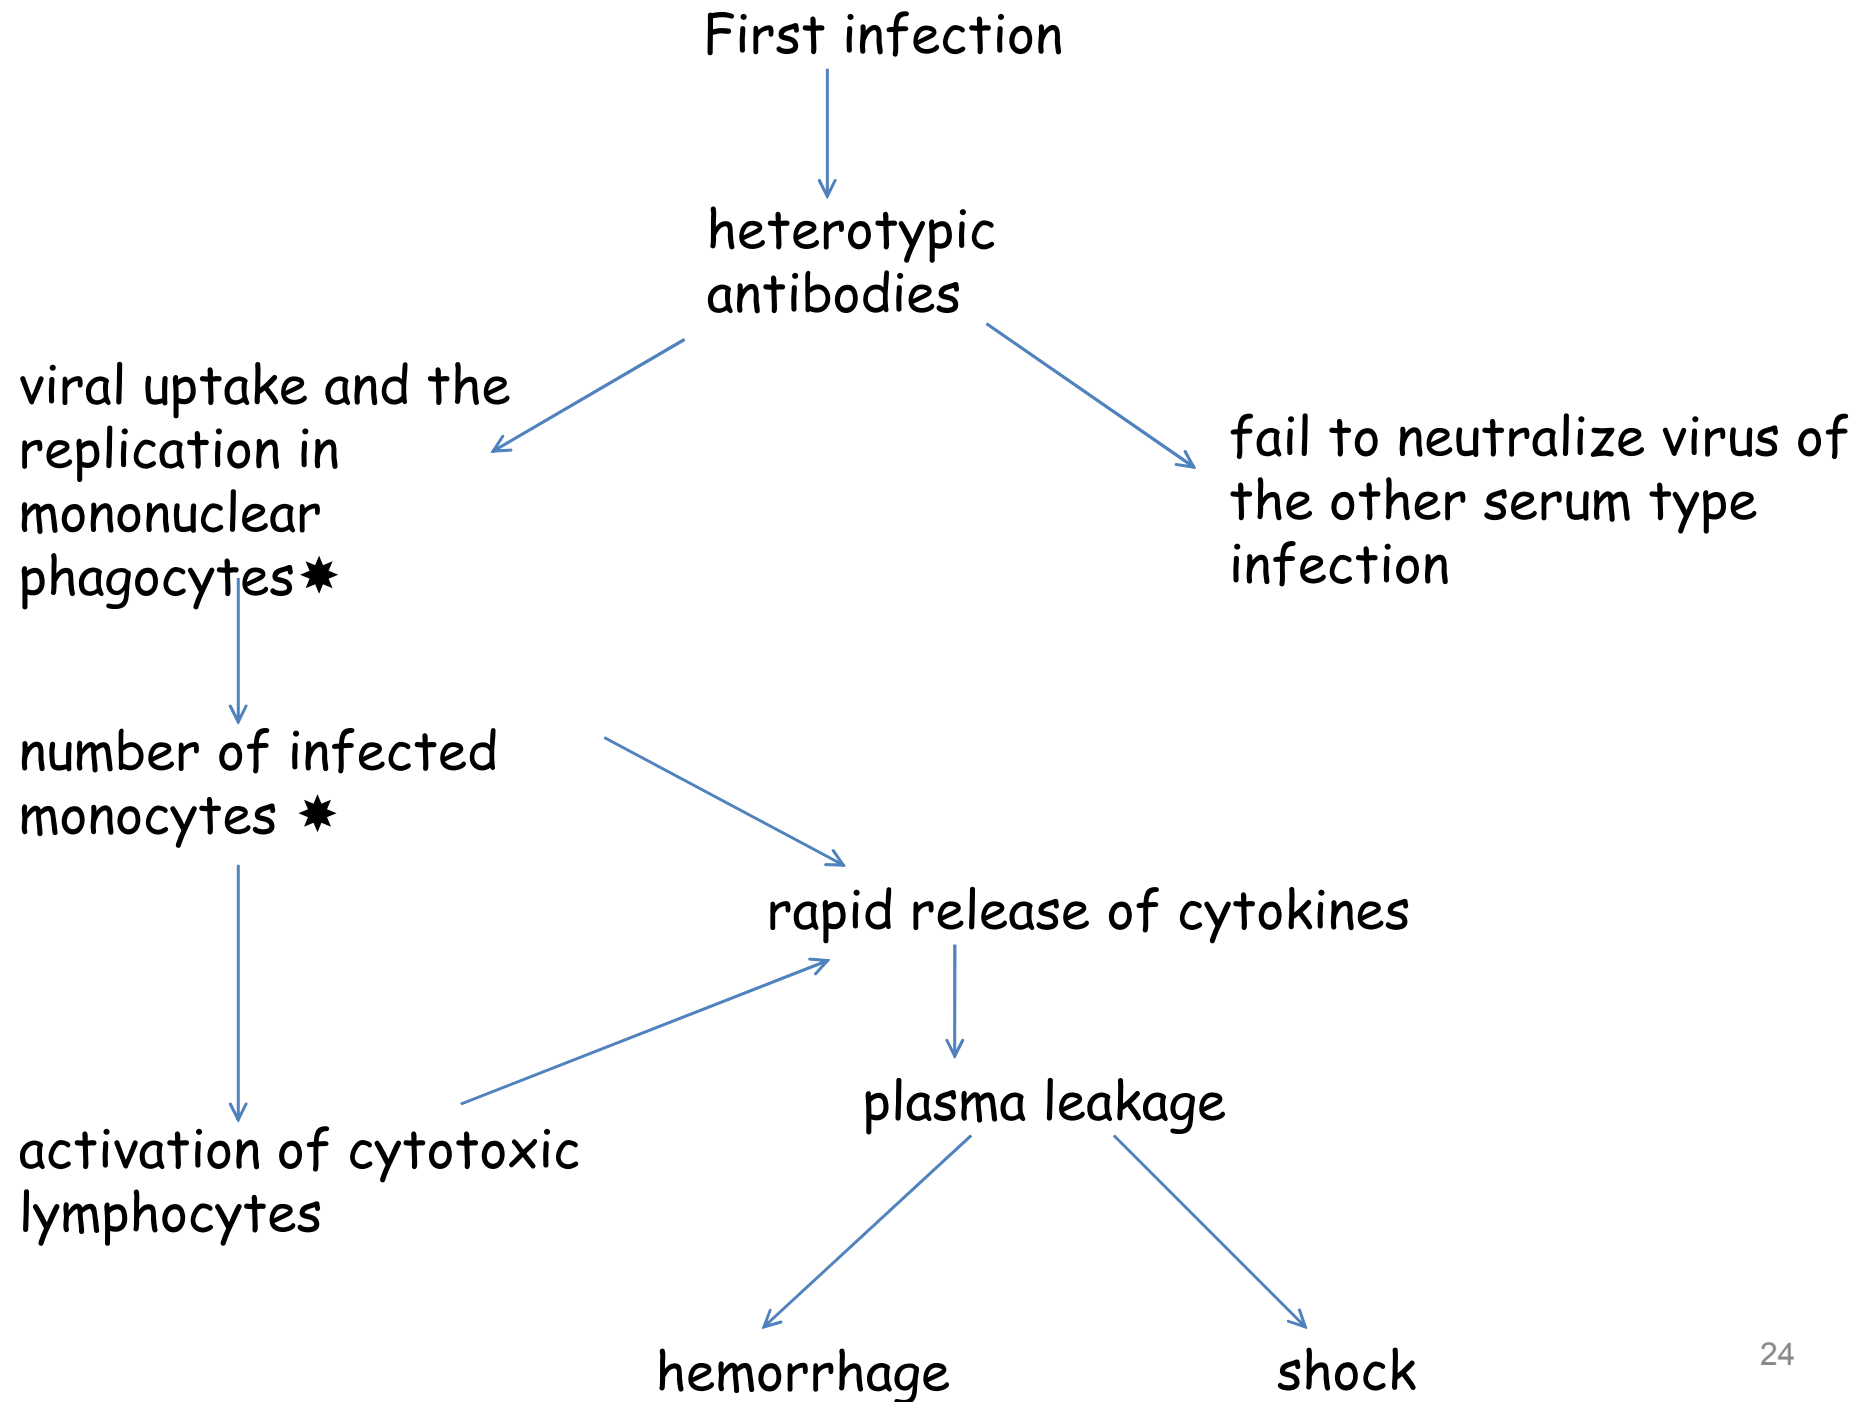 First infection
heterotypic
antibodies
viral uptake and the
replication in
mononuclear
phagocytes✸
fail to neutralize virus of
the other serum type
infection
number of infected
monocytes ✸
rapid release of cytokines
plasma leakage
activation of cytotoxic
lymphocytes
hemorrhage
shock
24